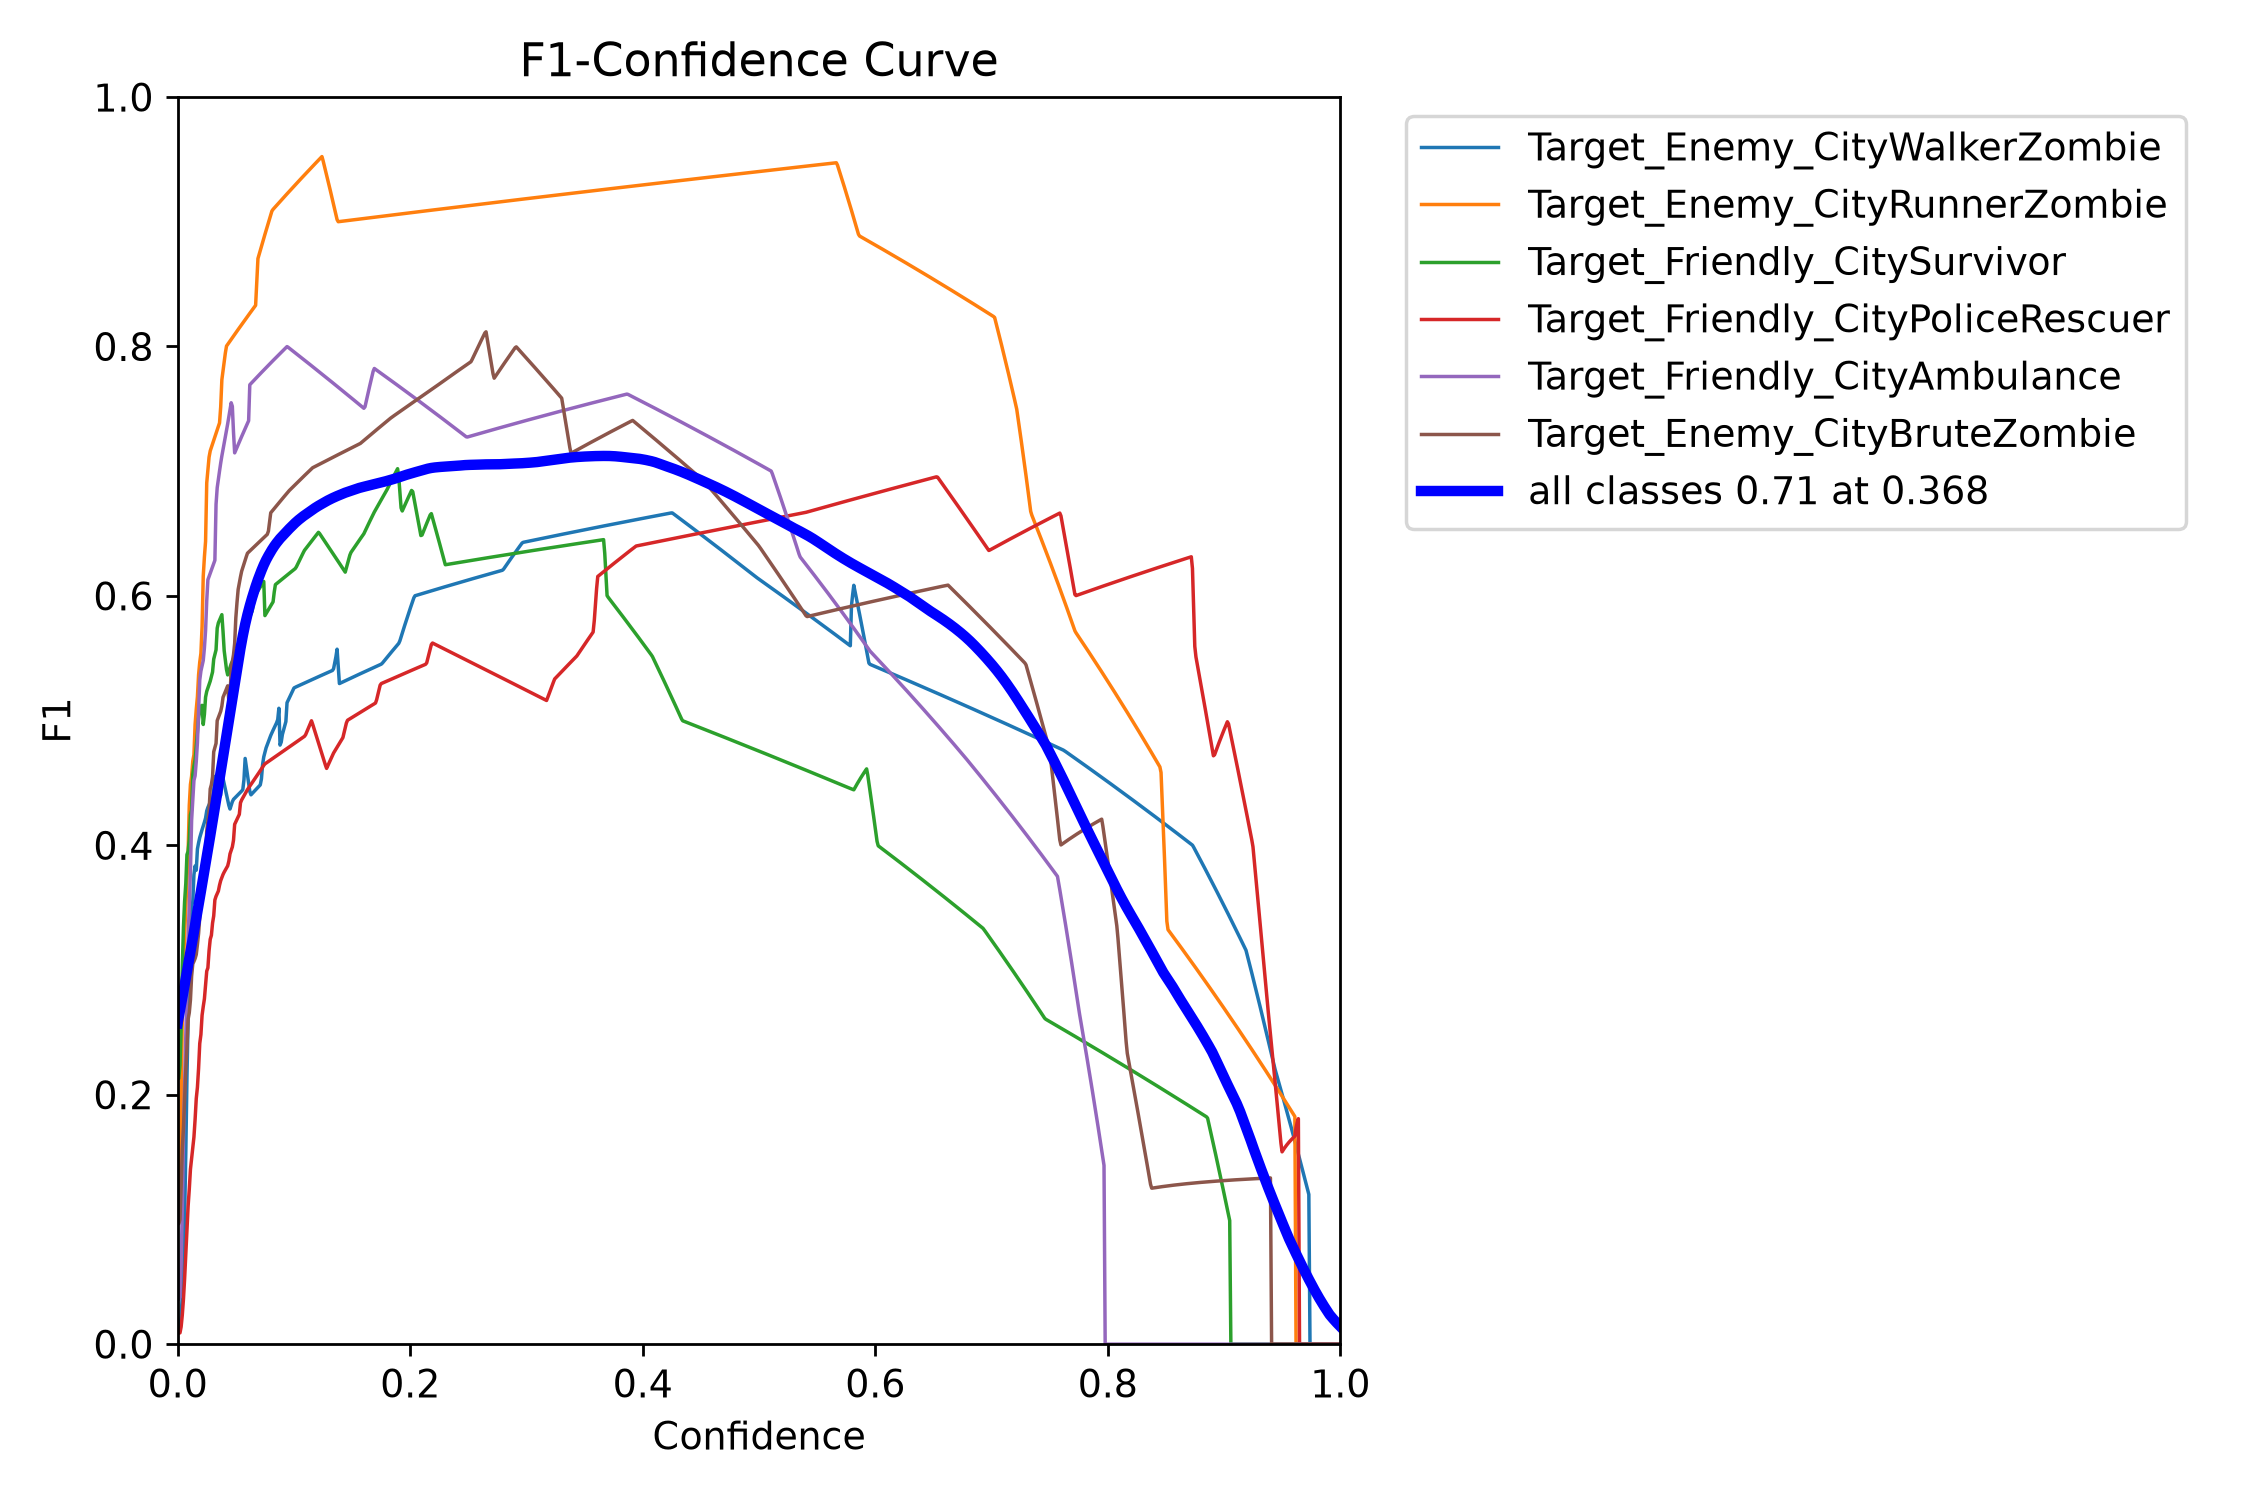 F1-Confidence Curve
1.0
0.8
0.6
0.4
0.2
0.0
F1
0.0 0.2 0.4 0.6 0.8 1.0
Confidence
Target_Enemy_CityWalkerZombie
Target_Enemy_CityRunnerZombie
Target_Friendly_CitySurvivor
Target_Friendly_CityPoliceRescuer
Target_Friendly_CityAmbulance
Target_Enemy_CityBruteZombie
all classes 0.71 at 0.368